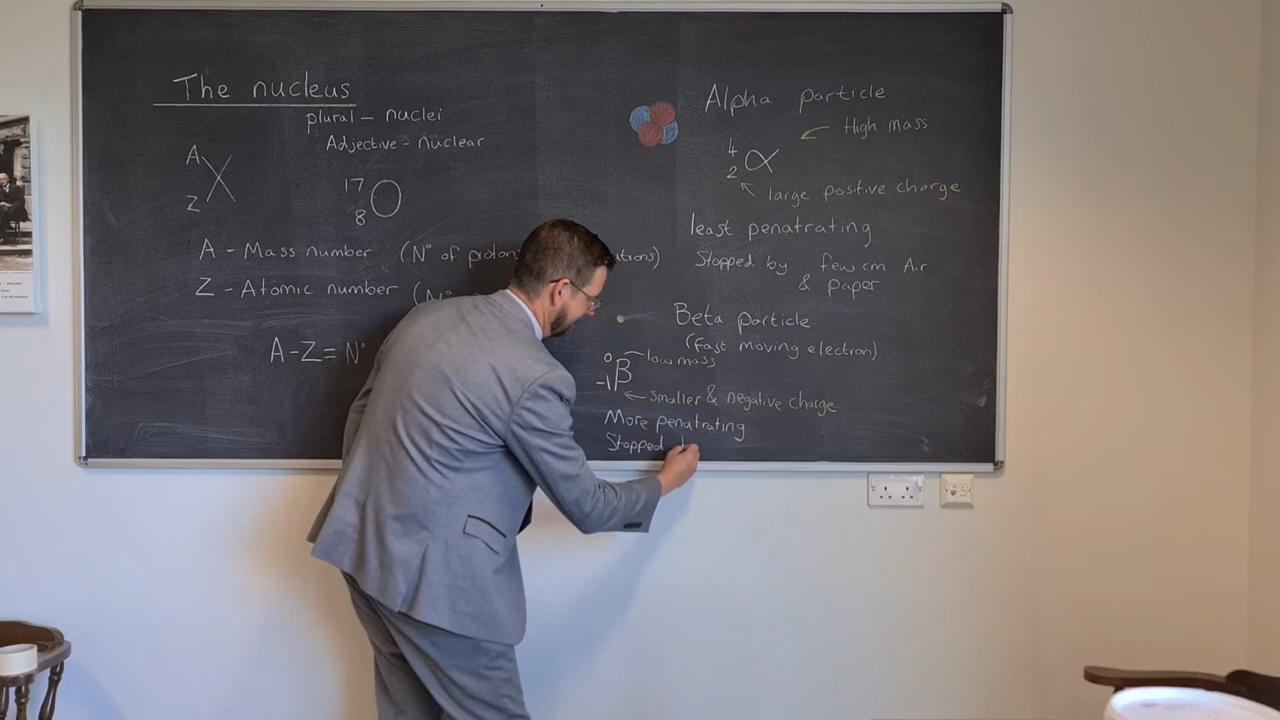 The nucleus
plural - nuclei
Adjective - nuclear
A
Z X
17
8 O
A - Mass number (N° of proton utrons)
Z - Atomic number (N°
A-Z= N°
Alpha particle
High mass
4
2 α
large positive charge
least penatrating
Stopped by few cm Air
& paper
Beta particle
(fast moving electron)
0
-1 β
low mass
Smaller & negative charge
More penatrating
Stopped